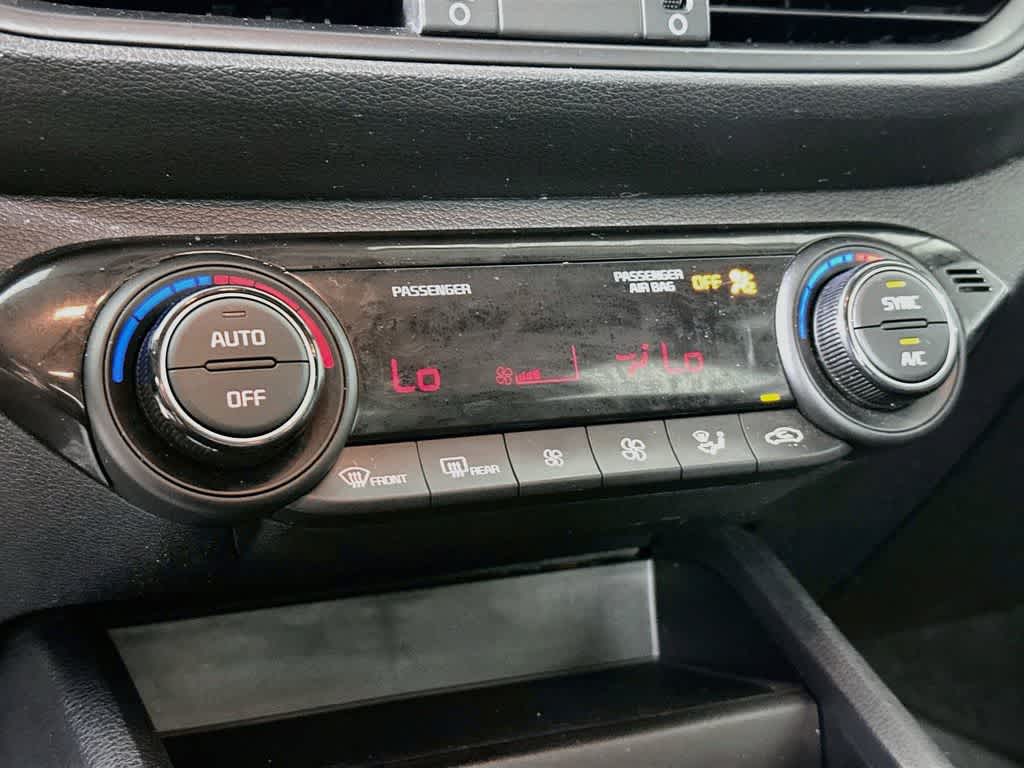 PASSENGER
PASSENGER
AIR BAG
OFF
SYNC
A/C
AUTO
OFF
Lo
Lo
FRONT
REAR